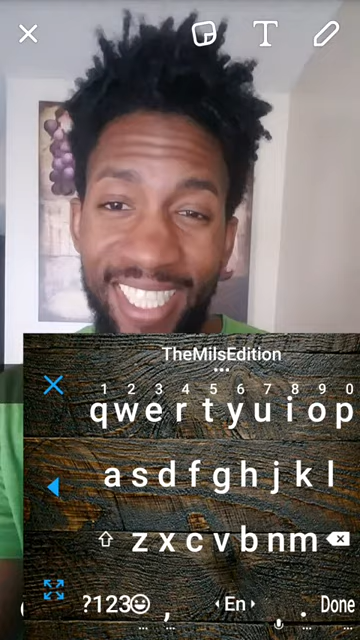 T
TheMilsEdition
1 2 3 4 5 6 7 8 9 0
q w e r t y u i o p
a s d f g h j k l
z x c v b n m
?123 , En . Done